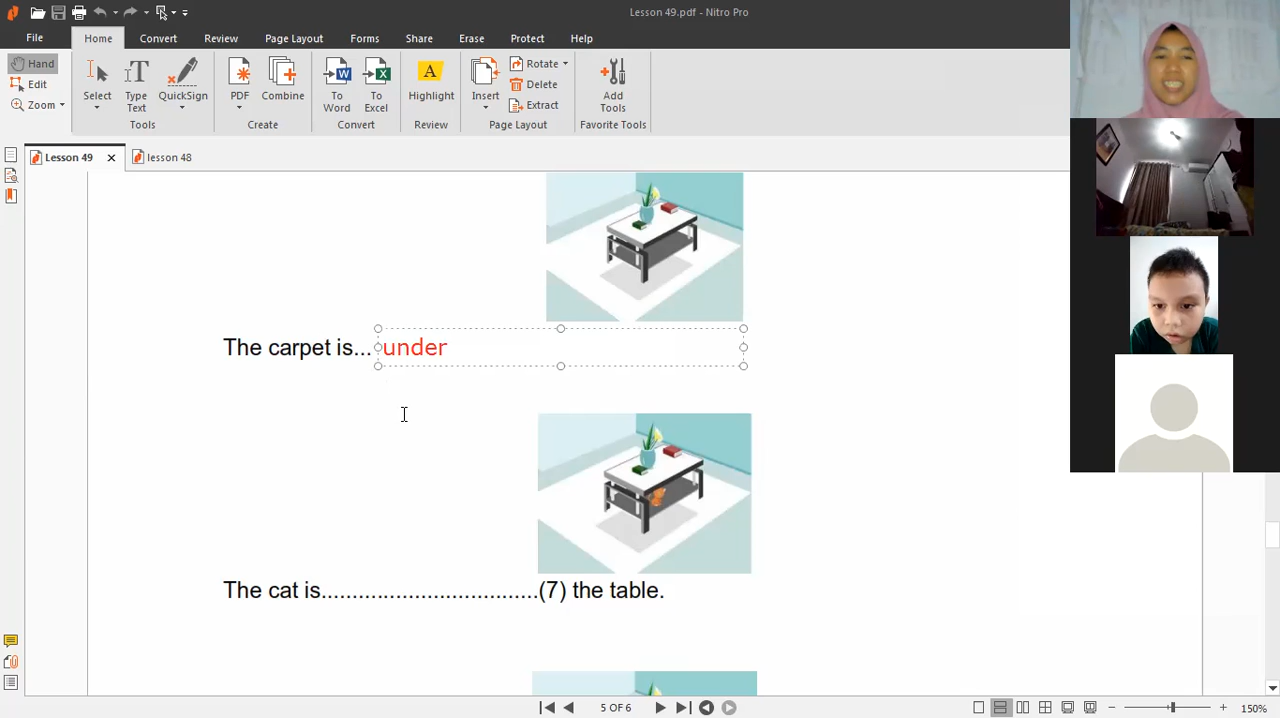 Lesson 49.pdf - Nitro Pro
File
Home
Convert
Review
Page Layout
Forms
Share
Erase
Protect
Help
Hand
Edit
Zoom
Select
Type Text
QuickSign
Tools
PDF
Combine
Create
To Word
To Excel
Convert
Highlight
Review
Insert
Rotate
Delete
Extract
Page Layout
Add Tools
Favorite Tools
Lesson 49
lesson 48
The carpet is... under
The cat is...................................(7) the table.
5 OF 6
150%